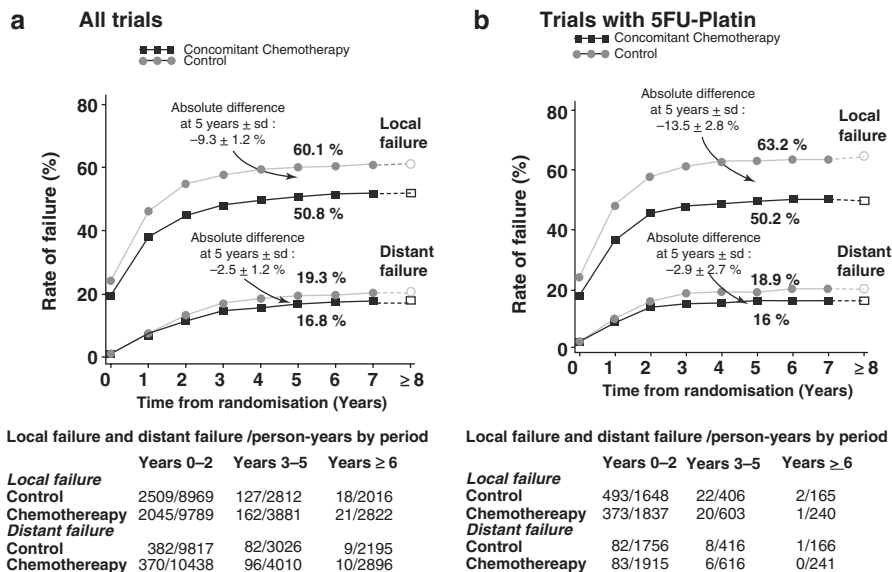 a All trials
Concomitant Chemotherapy
Control
80
60
40
20
0
Rate of failure (%)
Absolute difference
at 5 years ± sd :
–9.3 ± 1.2 %
60.1 %
Local
failure
50.8 %
Absolute difference
at 5 years ± sd :
–2.5 ± 1.2 %
Distant
failure
19.3 %
16.8 %
0 1 2 3 4 5 6 7 ≥ 8
Time from randomisation (Years)
Local failure and distant failure /person-years by period
Years 0–2 Years 3–5 Years ≥ 6
Local failure
Control 2509/8969 127/2812 18/2016
Chemothereapy 2045/9789 162/3881 21/2822
Distant failure
Control 382/9817 82/3026 9/2195
Chemothereapy 370/10438 96/4010 10/2896
b Trials with 5FU-Platin
Concomitant Chemotherapy
Control
80
60
40
20
0
Rate of failure (%)
Absolute difference
at 5 years ± sd :
–13.5 ± 2.8 %
63.2 %
Local
failure
50.2 %
Absolute difference
at 5 years ± sd :
–2.9 ± 2.7 %
Distant
failure
18.9 %
16 %
0 1 2 3 4 5 6 7 ≥ 8
Time from randomisation (Years)
Local failure and distant failure /person-years by period
Years 0–2 Years 3–5 Years ≥ 6
Local failure
Control 493/1648 22/406 2/165
Chemothereapy 373/1837 20/603 1/240
Distant failure
Control 82/1756 8/416 1/166
Chemothereapy 83/1915 6/616 0/241